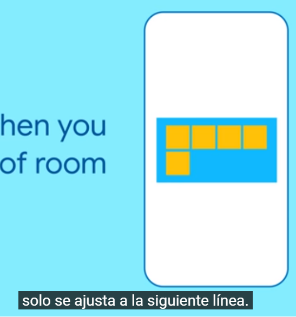 hen you
of room
solo se ajusta a la siguiente línea.